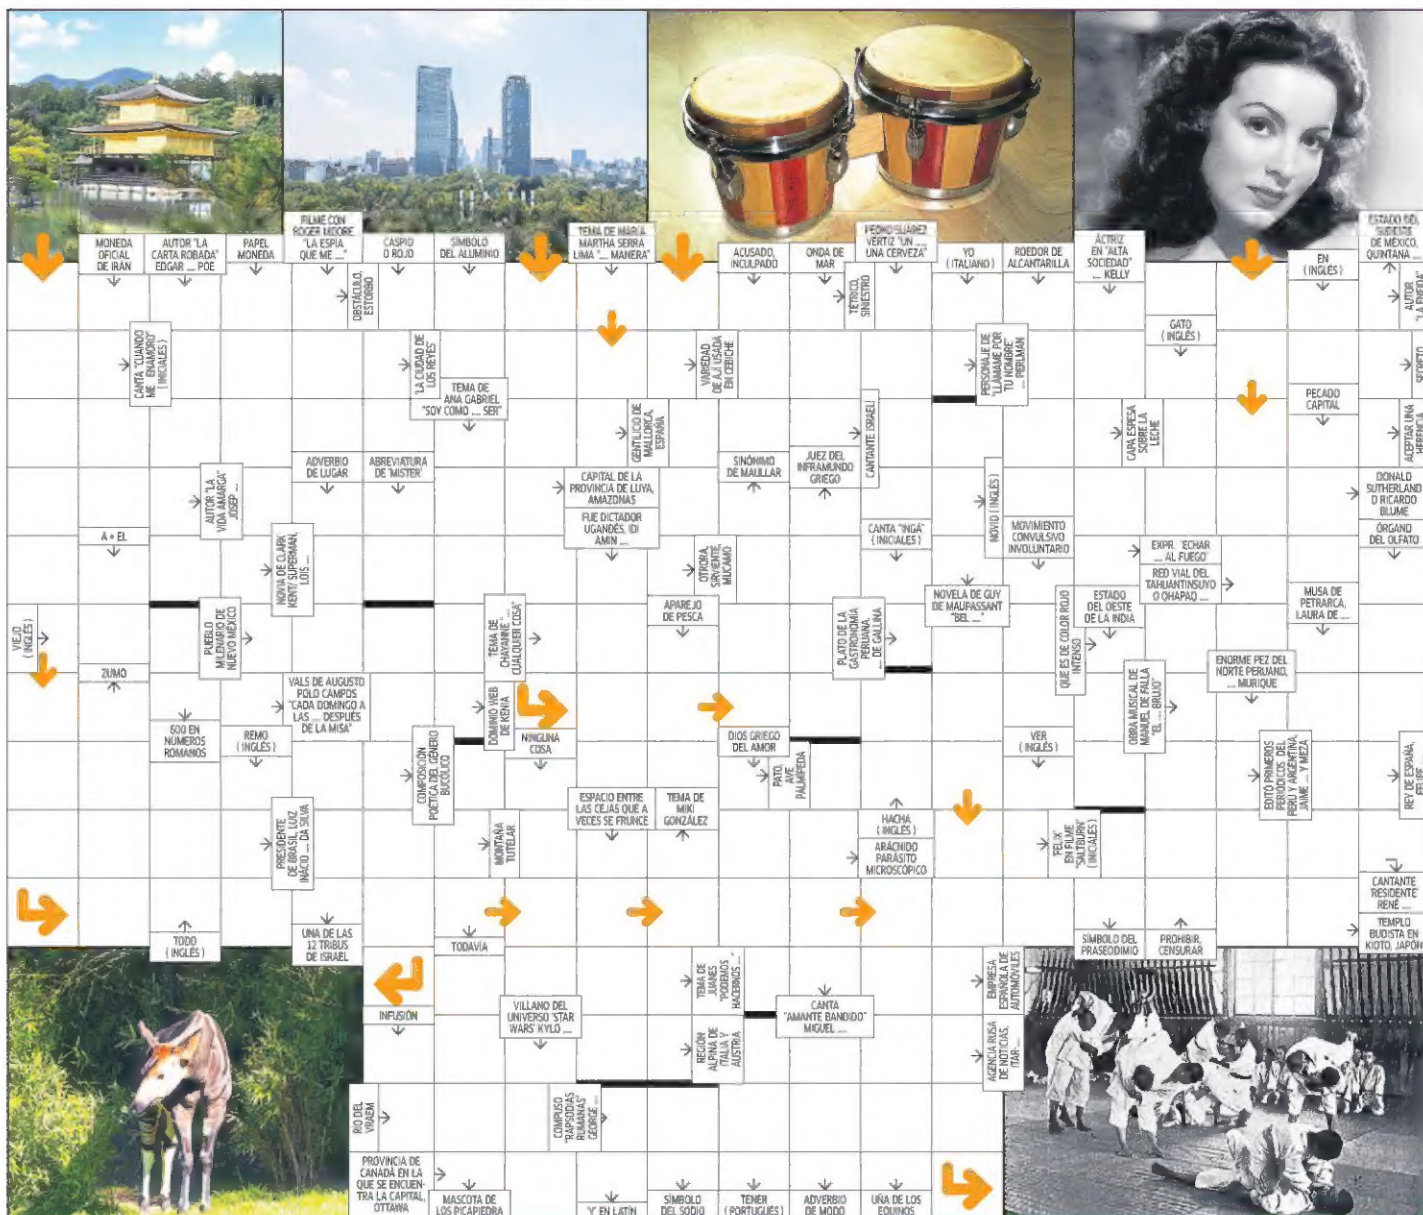 MONEDA
OFICIAL
DE IRÁN
AUTOR "LA
CARTA ROBADA"
EDGAR ... POE
PAPEL
MONEDA
FILME CON
ROGER MOORE
"LA ESPÍA
QUE ME ..."
CASPIO
O ROJO
SÍMBOLO
DEL ALUMINIO
TEMA DE MARÍA
MARTHA SERRA
LIMA "... MANERA"
ACUSADO,
INCULPADO
ONDA DE
MAR
PEDRO SUÁREZ
VÉRTIZ "UN ...
UNA CERVEZA"
YO
(ITALIANO)
ROEDOR DE
ALCANTARILLA
ACTRIZ
EN "ALTA
SOCIEDAD"
... KELLY
EN
(INGLÉS)
ESTADO DEL
SUDESTE
DE MÉXICO,
QUINTANA ...
OBSTÁCULO,
ESTORBO
TÉTRICO,
SINIESTRO
AUTOR
"LA ENEIDA"
CANTA "CUANDO
ME ENAMORO"
(INICIALES)
"LA CIUDAD DE
LOS REYES"
TEMA DE
ANA GABRIEL
"SOY COMO ... SER"
VARIEDAD
DE AJÍ USADA
EN CEBICHE
PERSONAJE DE
"LLÁMAME POR
TU NOMBRE"
... PERLMAN
GATO
(INGLÉS)
SECRETO
GENTILICIO DE
MALLORCA,
ESPAÑA
CANTANTE ISRAELÍ
CAPA ESPESA
SOBRE LA
LECHE
PECADO
CAPITAL
ACEPTAR UNA
HERENCIA
AUTOR "LA
VIDA AMARGA"
JOSEP ...
ADVERBIO
DE LUGAR
ABREVIATURA
DE 'MISTER'
CAPITAL DE LA
PROVINCIA DE LUYA,
AMAZONAS
FUE DICTADOR
UGANDÉS, IDI
AMIN ...
SINÓNIMO
DE MAULLAR
JUEZ DEL
INFRAMUNDO
GRIEGO
NOVIO (INGLÉS)
DONALD
SUTHERLAND
O RICARDO
BLUME
A + EL
NOVIA DE CLARK
KENT/ SUPERMAN,
LOIS ...
OTRORA,
SIRVIENTE,
MUCAMO
CANTA "INGA"
(INICIALES)
MOVIMIENTO
CONVULSIVO
INVOLUNTARIO
EXPR. "ECHAR
... AL FUEGO"
RED VIAL DEL
TAHUANTINSUYO
O QHAPAQ ...
ÓRGANO
DEL OLFATO
VIEJO
(INGLÉS)
PUEBLO
MILENARIO DE
NUEVO MÉXICO
TEMA DE
CHAYANNE "...
CUALQUIER COSA"
APAREJO
DE PESCA
PLATO DE LA
GASTRONOMÍA
PERUANA,
... DE GALLINA
NOVELA DE GUY
DE MAUPASSANT
"BEL ..."
QUE ES DE COLOR ROJO
INTENSO
ESTADO
DEL OESTE
DE LA INDIA
MUSA DE
PETRARCA,
LAURA DE ...
ZUMO
VALS DE AUGUSTO
POLO CAMPOS
"CADA DOMINGO A
LAS ... DESPUÉS
DE LA MISA"
DOMINIO WEB
DE KENIA
OBRA MUSICAL DE
MANUEL DE FALLA
"EL ... BRUJO"
ENORME PEZ DEL
NORTE PERUANO,
... MURIQUE
600 EN
NÚMEROS
ROMANOS
REMO
(INGLÉS)
COMPOSICIÓN
POÉTICA DEL GÉNERO
BUCÓLICO
NINGUNA
COSA
DIOS GRIEGO
DEL AMOR
PATO,
AVE
PALMÍPEDA
VER
(INGLÉS)
EDITÓ PRIMEROS
PERIÓDICOS DEL
PERÚ Y ARGENTINA,
JAIME ... Y MEZA
REY DE ESPAÑA,
FELIPE ...
PRESIDENTE
DE BRASIL, LUIZ
INÁCIO ... DA SILVA
MONTAÑA
TUTELAR
ESPACIO ENTRE
LAS CEJAS QUE A
VECES SE FRUNCE
TEMA DE
MIKI
GONZÁLEZ
HACHA
(INGLÉS)
ARÁCNIDO
PARÁSITO
MICROSCÓPICO
'FELIX'
EN FILME
"SALTBURN"
(INICIALES)
CANTANTE
'RESIDENTE'
RENÉ ...
TEMPLO
BUDISTA EN
KIOTO, JAPÓN
TODO
(INGLÉS)
UNA DE LAS
12 TRIBUS
DE ISRAEL
TODAVÍA
SÍMBOLO DEL
PRASEODIMIO
PROHIBIR,
CENSURAR
INFUSIÓN
VILLANO DEL
UNIVERSO 'STAR
WARS' KYLO ...
TEMA DE
JUANES
"PODEMOS
HACERNOS ..."
CANTA
"AMANTE BANDIDO"
MIGUEL ...
EMPRESA
ESPAÑOLA DE
AUTOMÓVILES
REGIÓN
ALPINA DE
ITALIA Y
AUSTRIA
AGENCIA RUSA
DE NOTICIAS,
ITAR-...
RÍO DEL
VRAEM
COMPUSO
"RAPSODIAS
RUMANAS"
GEORGE ...
PROVINCIA DE
CANADÁ EN LA
QUE SE ENCUEN-
TRA LA CAPITAL,
OTTAWA
MASCOTA DE
LOS PICAPIEDRA
'Y' EN LATÍN
SÍMBOLO
DEL SODIO
TENER
(PORTUGUÉS)
ADVERBIO
DE MODO
UÑA DE LOS
EQUINOS